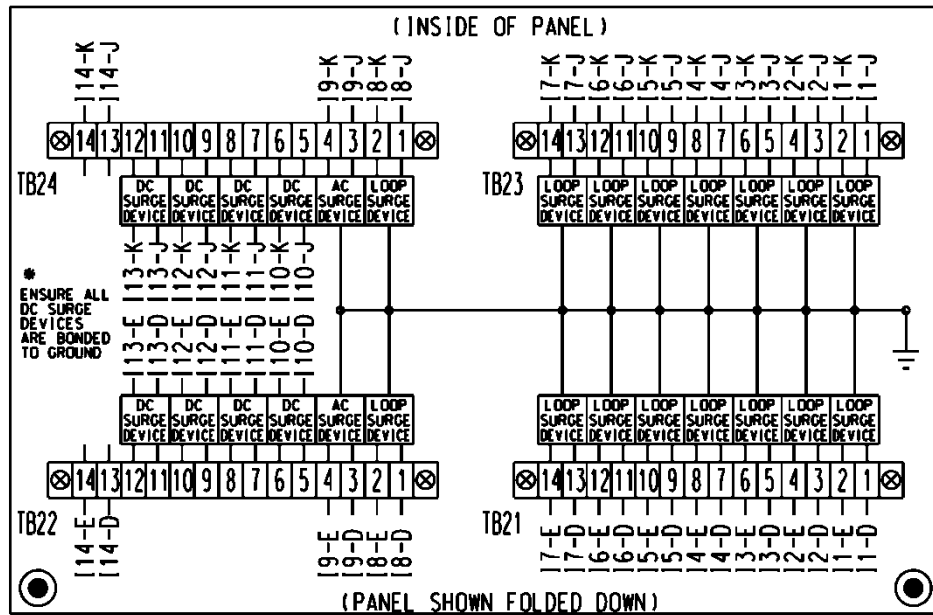 (INSIDE OF PANEL)
I14-K I14-J I9-K I9-J I8-K I8-J I7-K I7-J I6-K I6-J I5-K I5-J I4-K I4-J I3-K I3-J I2-K I2-J I1-K I1-J
14 13 12 11 10 9 8 7 6 5 4 3 2 1 14 13 12 11 10 9 8 7 6 5 4 3 2 1
TB24 TB23
DC DC DC DC AC LOOP LOOP LOOP LOOP LOOP LOOP LOOP LOOP
SURGE SURGE SURGE SURGE SURGE SURGE SURGE SURGE SURGE SURGE SURGE SURGE SURGE
DEVICE DEVICE DEVICE DEVICE DEVICE DEVICE DEVICE DEVICE DEVICE DEVICE DEVICE DEVICE DEVICE
I13-K I13-J I12-K I12-J I11-K I11-J I10-K I10-J
*
ENSURE ALL
DC SURGE
DEVICES
ARE BONDED
TO GROUND
I13-E I13-D I12-E I12-D I11-E I11-D I10-E I10-D
DC DC DC DC AC LOOP LOOP LOOP LOOP LOOP LOOP LOOP LOOP
SURGE SURGE SURGE SURGE SURGE SURGE SURGE SURGE SURGE SURGE SURGE SURGE SURGE
DEVICE DEVICE DEVICE DEVICE DEVICE DEVICE DEVICE DEVICE DEVICE DEVICE DEVICE DEVICE DEVICE
14 13 12 11 10 9 8 7 6 5 4 3 2 1 14 13 12 11 10 9 8 7 6 5 4 3 2 1
TB22 TB21
I14-E I14-D I9-E I9-D I8-E I8-D I7-E I7-D I6-E I6-D I5-E I5-D I4-E I4-D I3-E I3-D I2-E I2-D I1-E I1-D
(PANEL SHOWN FOLDED DOWN)